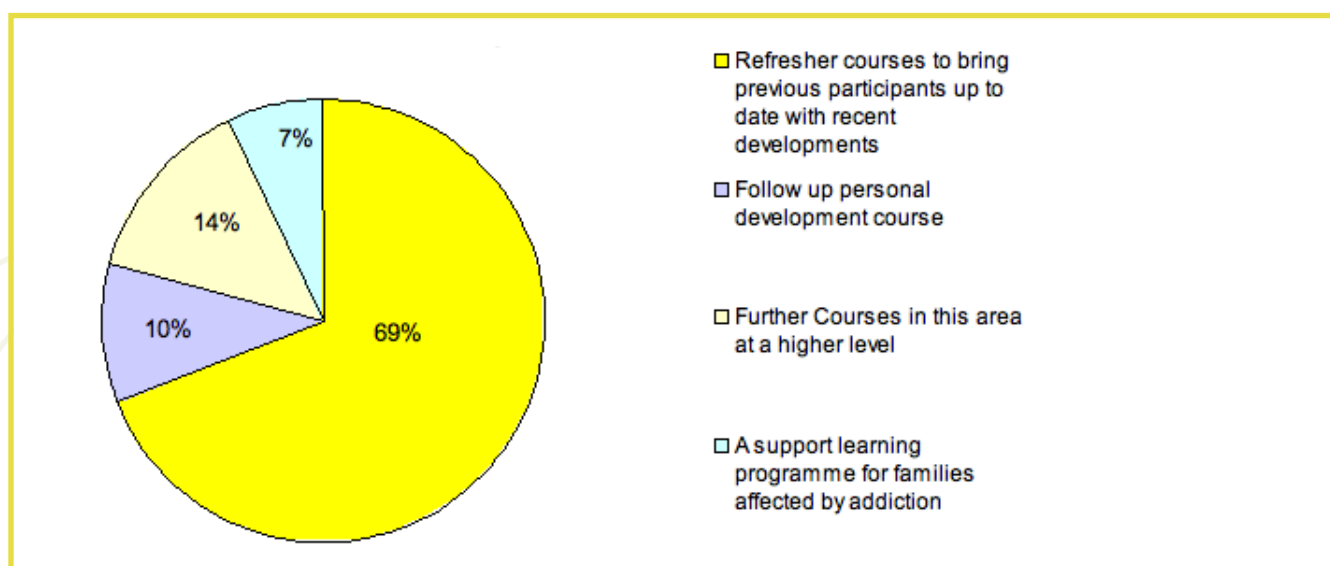 7%
14%
10%
69%
Refresher courses to bring
previous participants up to
date with recent
developments
Follow up personal
development course
Further Courses in this area
at a higher level
A support learning
programme for families
affected by addiction